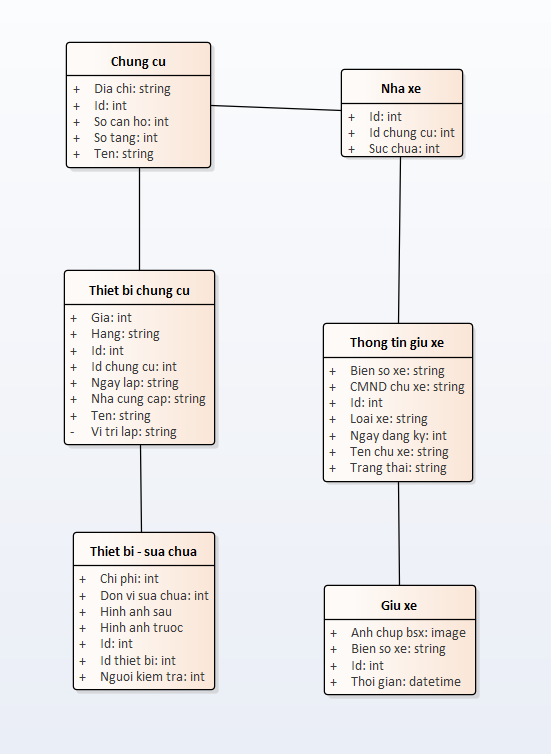 Chung cu
+ Dia chi: string
+ Id: int
+ So can ho: int
+ So tang: int
+ Ten: string
Nha xe
+ Id: int
+ Id chung cu: int
+ Suc chua: int
Thiet bi chung cu
+ Gia: int
+ Hang: string
+ Id: int
+ Id chung cu: int
+ Ngay lap: string
+ Nha cung cap: string
+ Ten: string
- Vi tri lap: string
Thong tin giu xe
+ Bien so xe: string
+ CMND chu xe: string
+ Id: int
+ Loai xe: string
+ Ngay dang ky: int
+ Ten chu xe: string
+ Trang thai: string
Thiet bi - sua chua
+ Chi phi: int
+ Don vi sua chua: int
+ Hinh anh sau
+ Hinh anh truoc
+ Id: int
+ Id thiet bi: int
+ Nguoi kiem tra: int
Giu xe
+ Anh chup bsx: image
+ Bien so xe: string
+ Id: int
+ Thoi gian: datetime